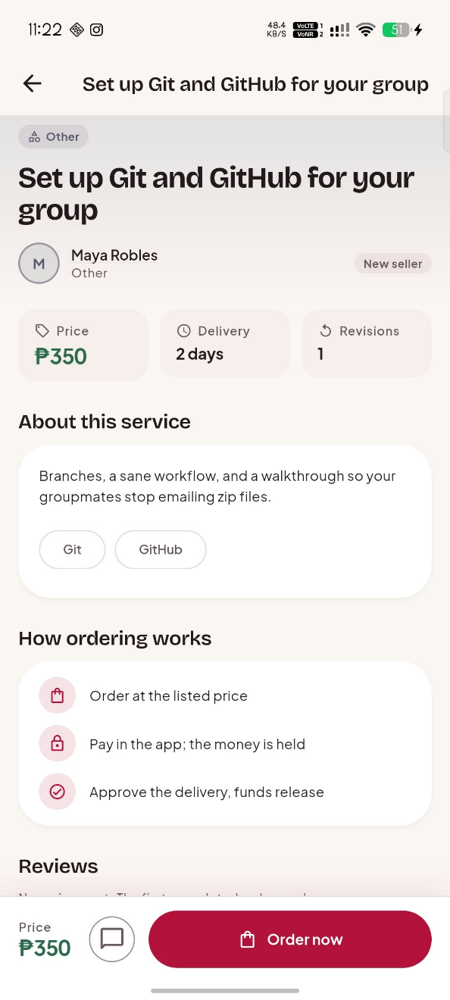 11:22
48.4 KB/S VoLTE 1 VoNR 2 51
Set up Git and GitHub for your group
Other
Set up Git and GitHub for your
group
M
Maya Robles
Other
New seller
Price
₱350
Delivery
2 days
Revisions
1
About this service
Branches, a sane workflow, and a walkthrough so your
groupmates stop emailing zip files.
Git
GitHub
How ordering works
Order at the listed price
Pay in the app; the money is held
Approve the delivery, funds release
Reviews
Price
₱350
Order now